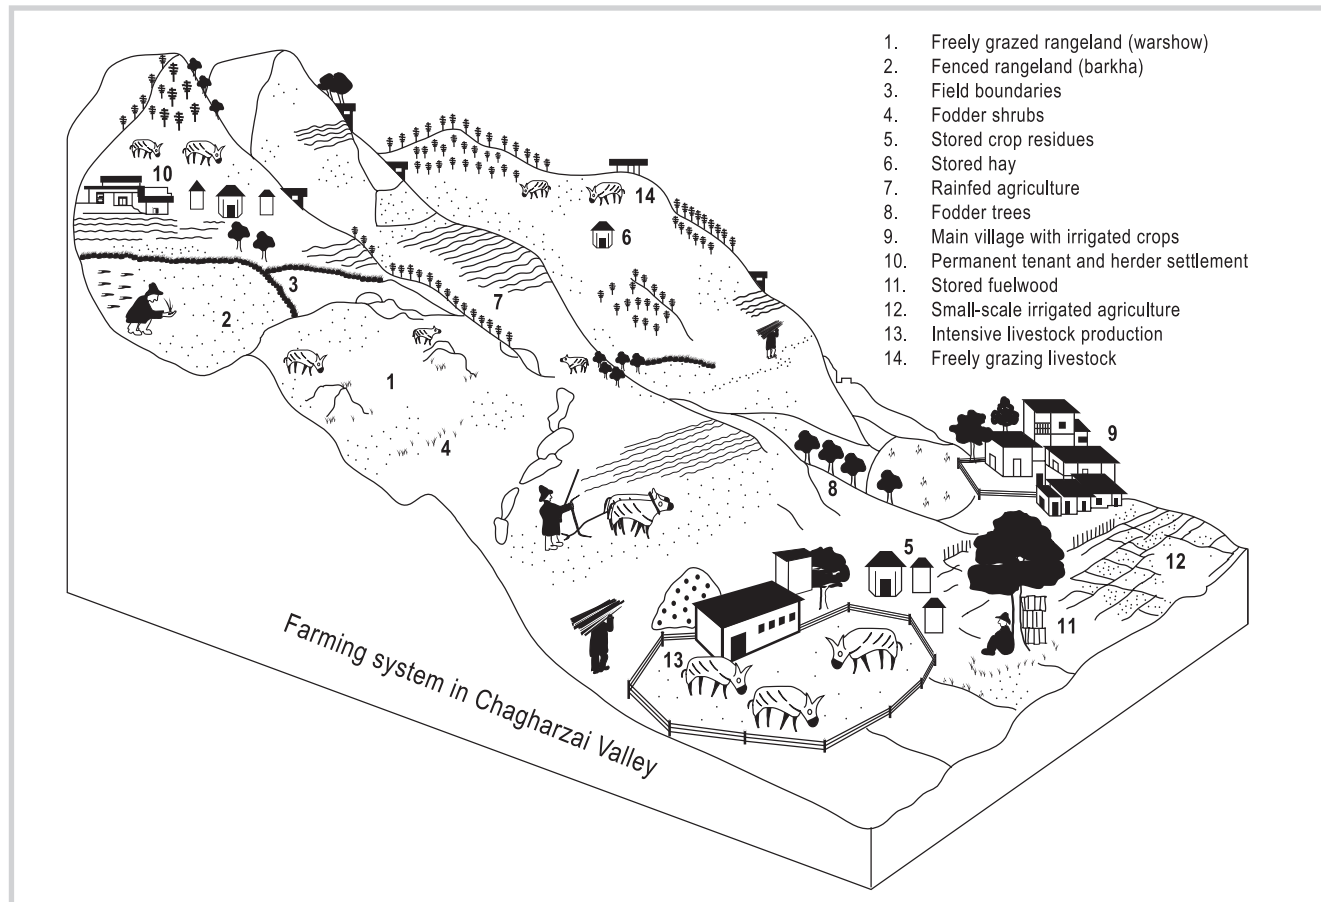 1. Freely grazed rangeland (warshow)
2. Fenced rangeland (barkha)
3. Field boundaries
4. Fodder shrubs
5. Stored crop residues
6. Stored hay
7. Rainfed agriculture
8. Fodder trees
9. Main village with irrigated crops
10. Permanent tenant and herder settlement
11. Stored fuelwood
12. Small-scale irrigated agriculture
13. Intensive livestock production
14. Freely grazing livestock
10
14
6
3
7
2
1
9
4
8
5
12
11
13
Farming system in Chagharzai Valley